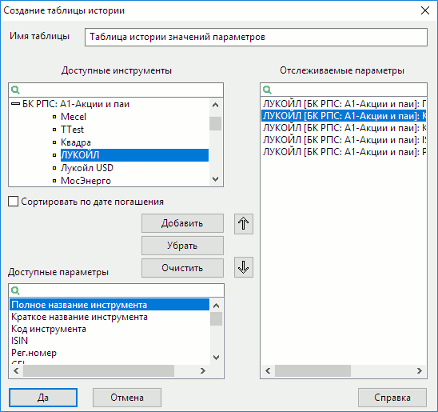 Создание таблицы истории
Имя таблицы
Таблица истории значений параметров
Доступные инструменты
БК РПС: А1-Акции и паи
Mecel
TTest
Квадра
ЛУКОЙЛ
Лукойл USD
МосЭнерго
Сортировать по дате погашения
Добавить
Убрать
Очистить
Доступные параметры
Полное название инструмента
Краткое название инструмента
Код инструмента
ISIN
Рег.номер
Отслеживаемые параметры
ЛУКОЙЛ [БК РПС: А1-Акции и паи]: П
ЛУКОЙЛ [БК РПС: А1-Акции и паи]: К
ЛУКОЙЛ [БК РПС: А1-Акции и паи]: К
ЛУКОЙЛ [БК РПС: А1-Акции и паи]: IS
ЛУКОЙЛ [БК РПС: А1-Акции и паи]: Р
Да
Отмена
Справка